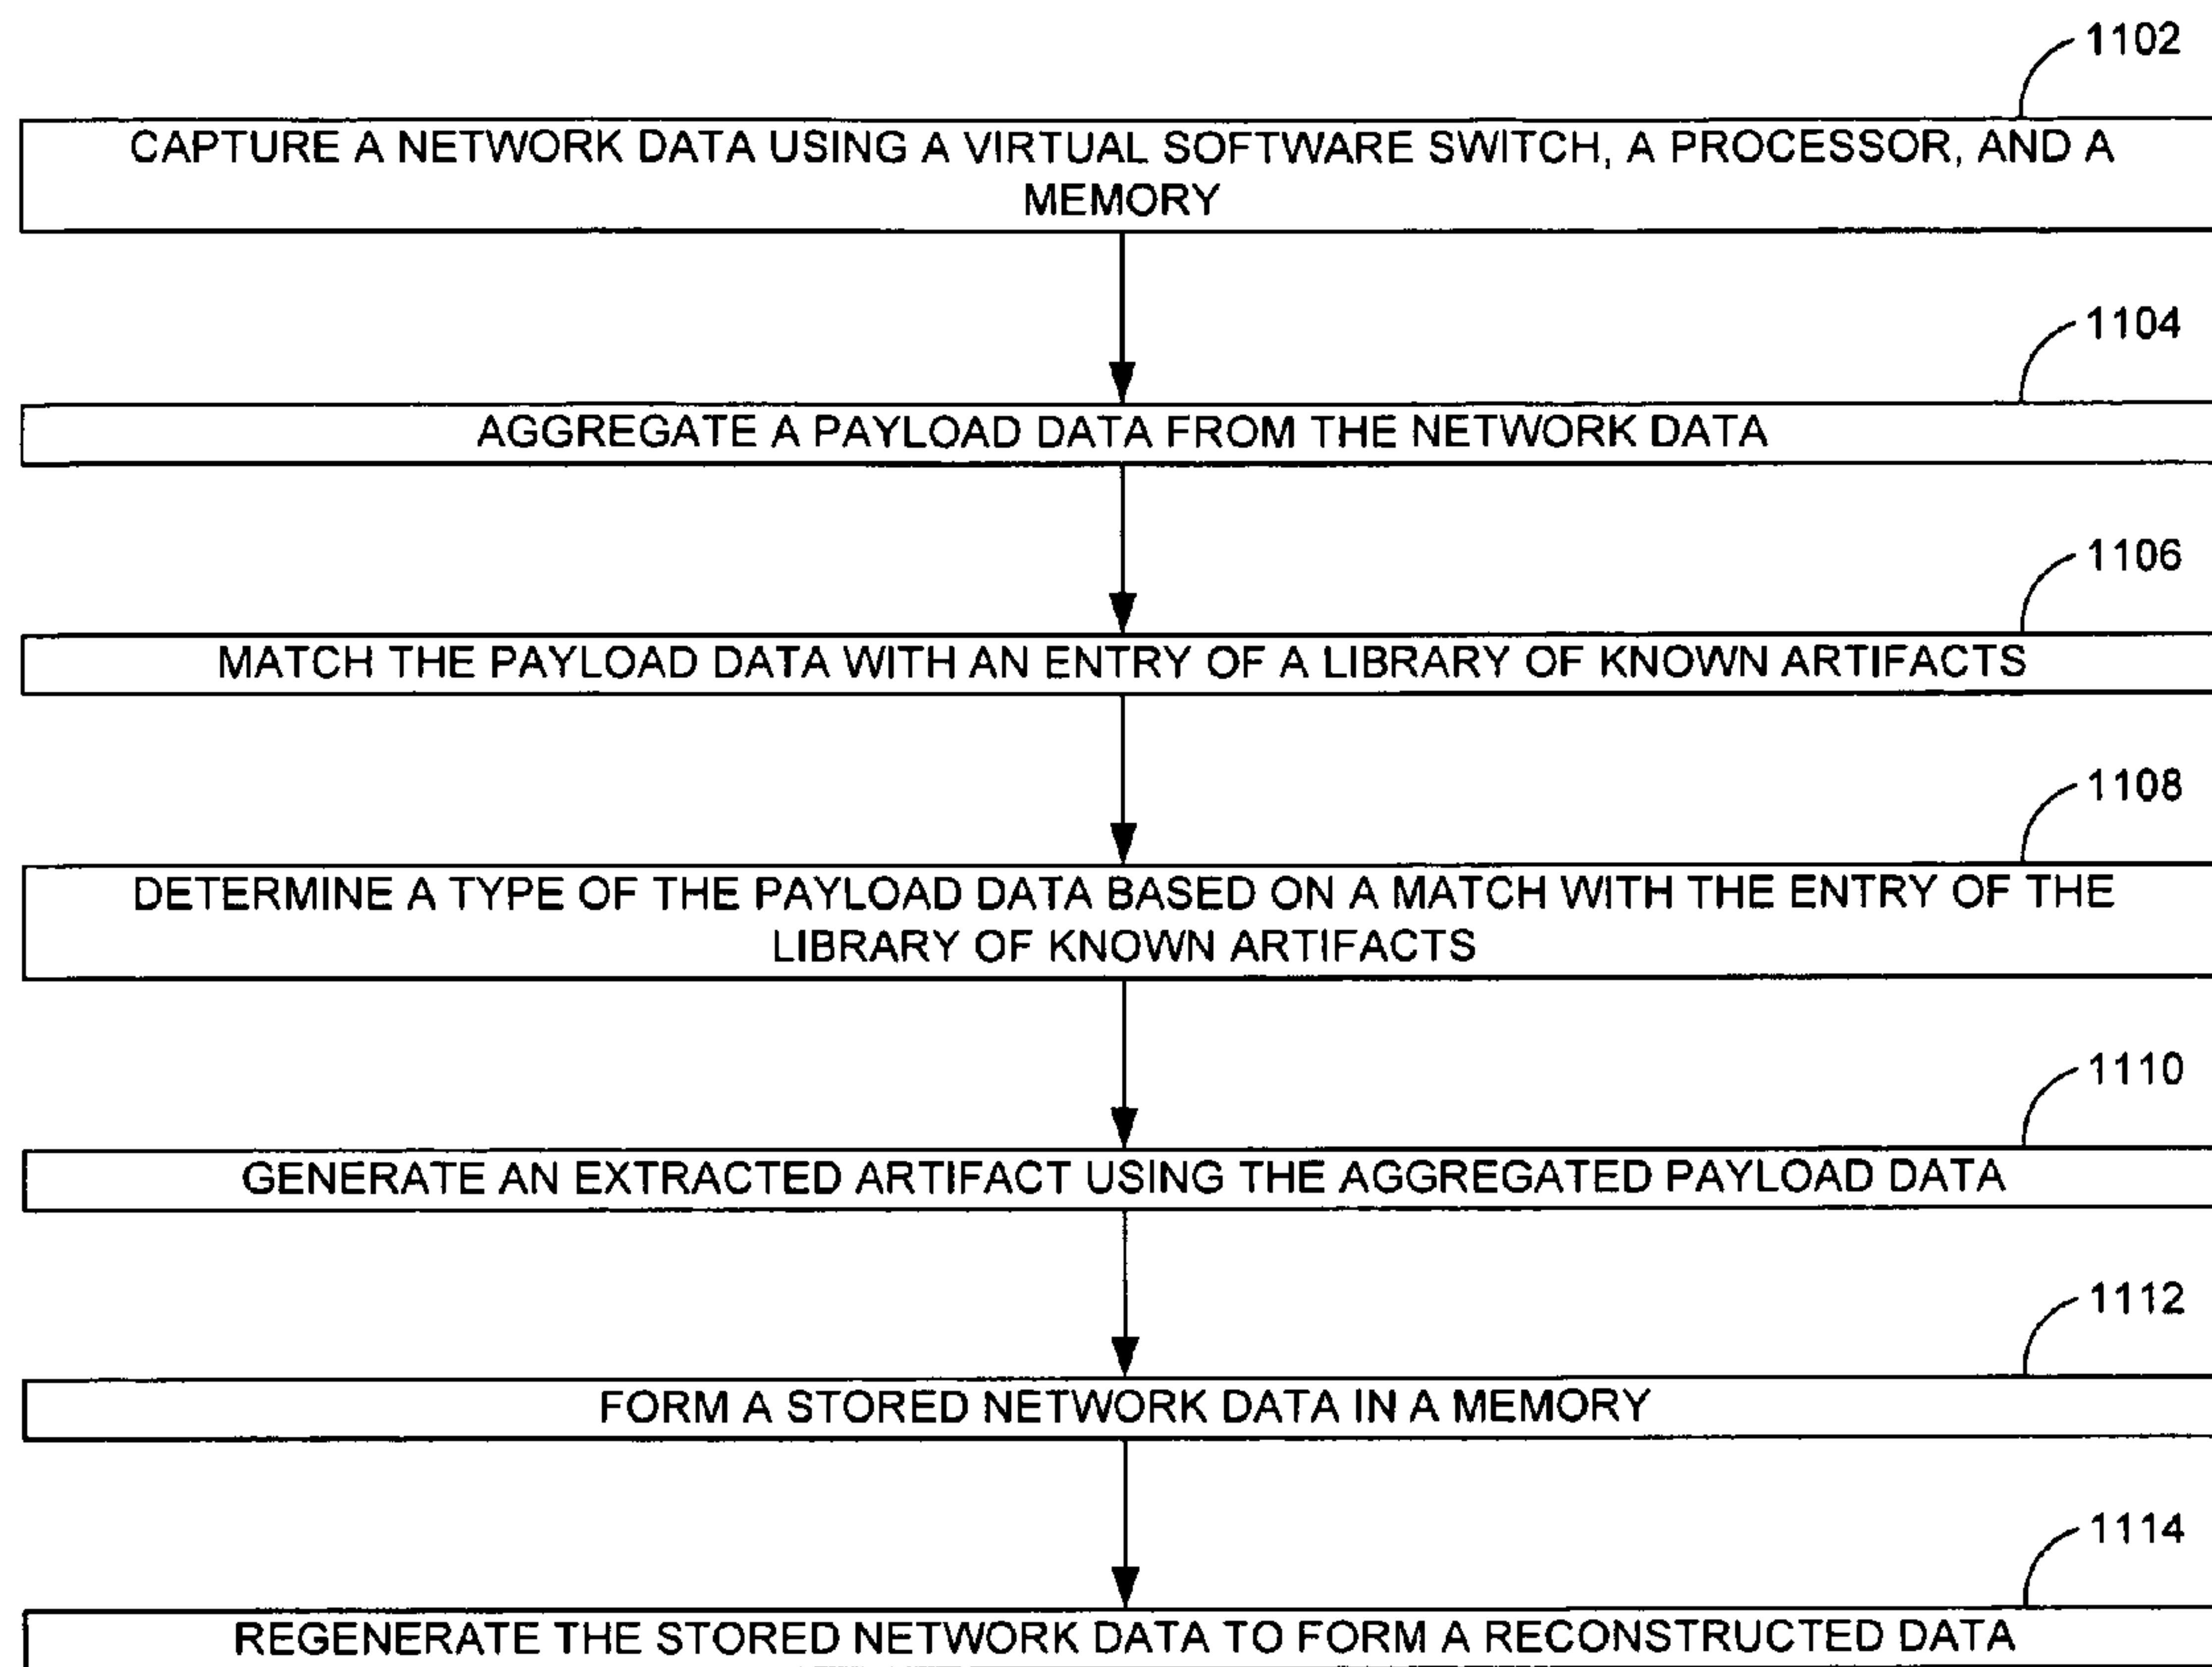 1102
CAPTURE A NETWORK DATA USING A VIRTUAL SOFTWARE SWITCH, A PROCESSOR, AND A
MEMORY
1104
AGGREGATE A PAYLOAD DATA FROM THE NETWORK DATA
1106
MATCH THE PAYLOAD DATA WITH AN ENTRY OF A LIBRARY OF KNOWN ARTIFACTS
1108
DETERMINE A TYPE OF THE PAYLOAD DATA BASED ON A MATCH WITH THE ENTRY OF THE
LIBRARY OF KNOWN ARTIFACTS
1110
GENERATE AN EXTRACTED ARTIFACT USING THE AGGREGATED PAYLOAD DATA
1112
FORM A STORED NETWORK DATA IN A MEMORY
1114
REGENERATE THE STORED NETWORK DATA TO FORM A RECONSTRUCTED DATA